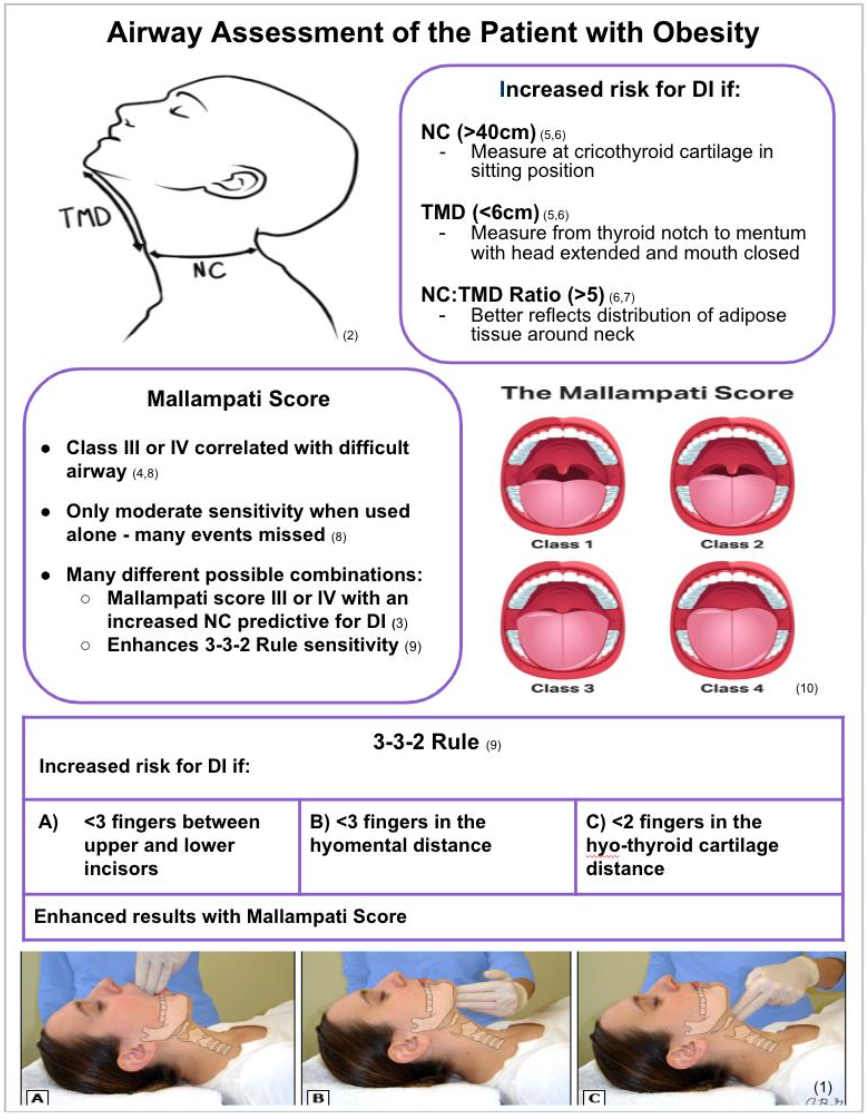 Airway Assessment of the Patient with Obesity
TMD
NC
(2)
Increased risk for DI if:
NC (>40cm) (5,6)
- Measure at cricothyroid cartilage in
sitting position
TMD (<6cm) (5,6)
- Measure from thyroid notch to mentum
with head extended and mouth closed
NC:TMD Ratio (>5) (6,7)
- Better reflects distribution of adipose
tissue around neck
Mallampati Score
● Class III or IV correlated with difficult
airway (4,8)
● Only moderate sensitivity when used
alone - many events missed (8)
● Many different possible combinations:
○ Mallampati score III or IV with an
increased NC predictive for DI (3)
○ Enhances 3-3-2 Rule sensitivity (9)
The Mallampati Score
Class 1
Class 2
Class 3
Class 4
(10)
3-3-2 Rule (9)
Increased risk for DI if:
A) <3 fingers between
upper and lower
incisors
B) <3 fingers in the
hyomental distance
C) <2 fingers in the
hyo-thyroid cartilage
distance
Enhanced results with Mallampati Score
A
B
C
(1)